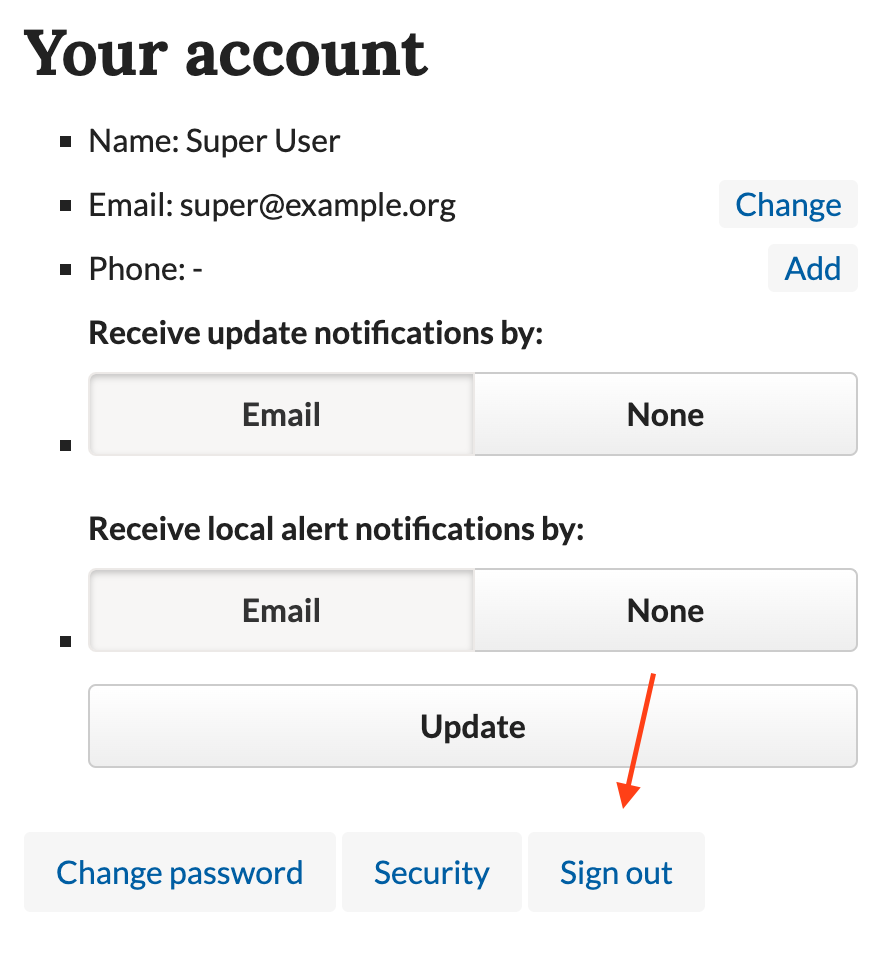 Your account
Name: Super User
Email: super@example.org Change
Phone: - Add
Receive update notifications by:
Email None
Receive local alert notifications by:
Email None
Update
Change password Security Sign out